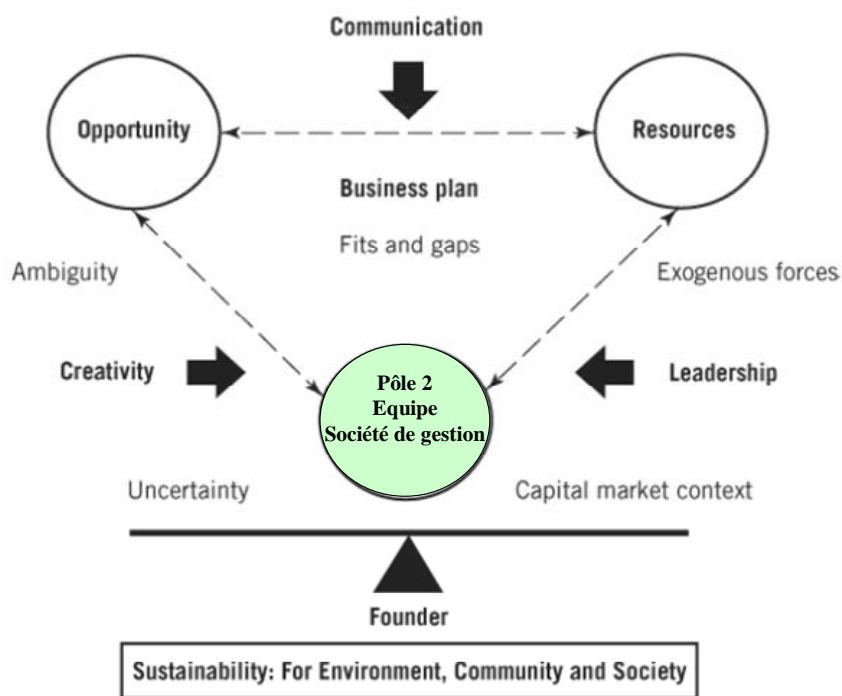 Communication
Opportunity
Resources
Business plan
Fits and gaps
Ambiguity
Exogenous forces
Creativity
Leadership
Pôle 2
Equipe
Société de gestion
Uncertainty
Capital market context
Founder
Sustainability: For Environment, Community and Society